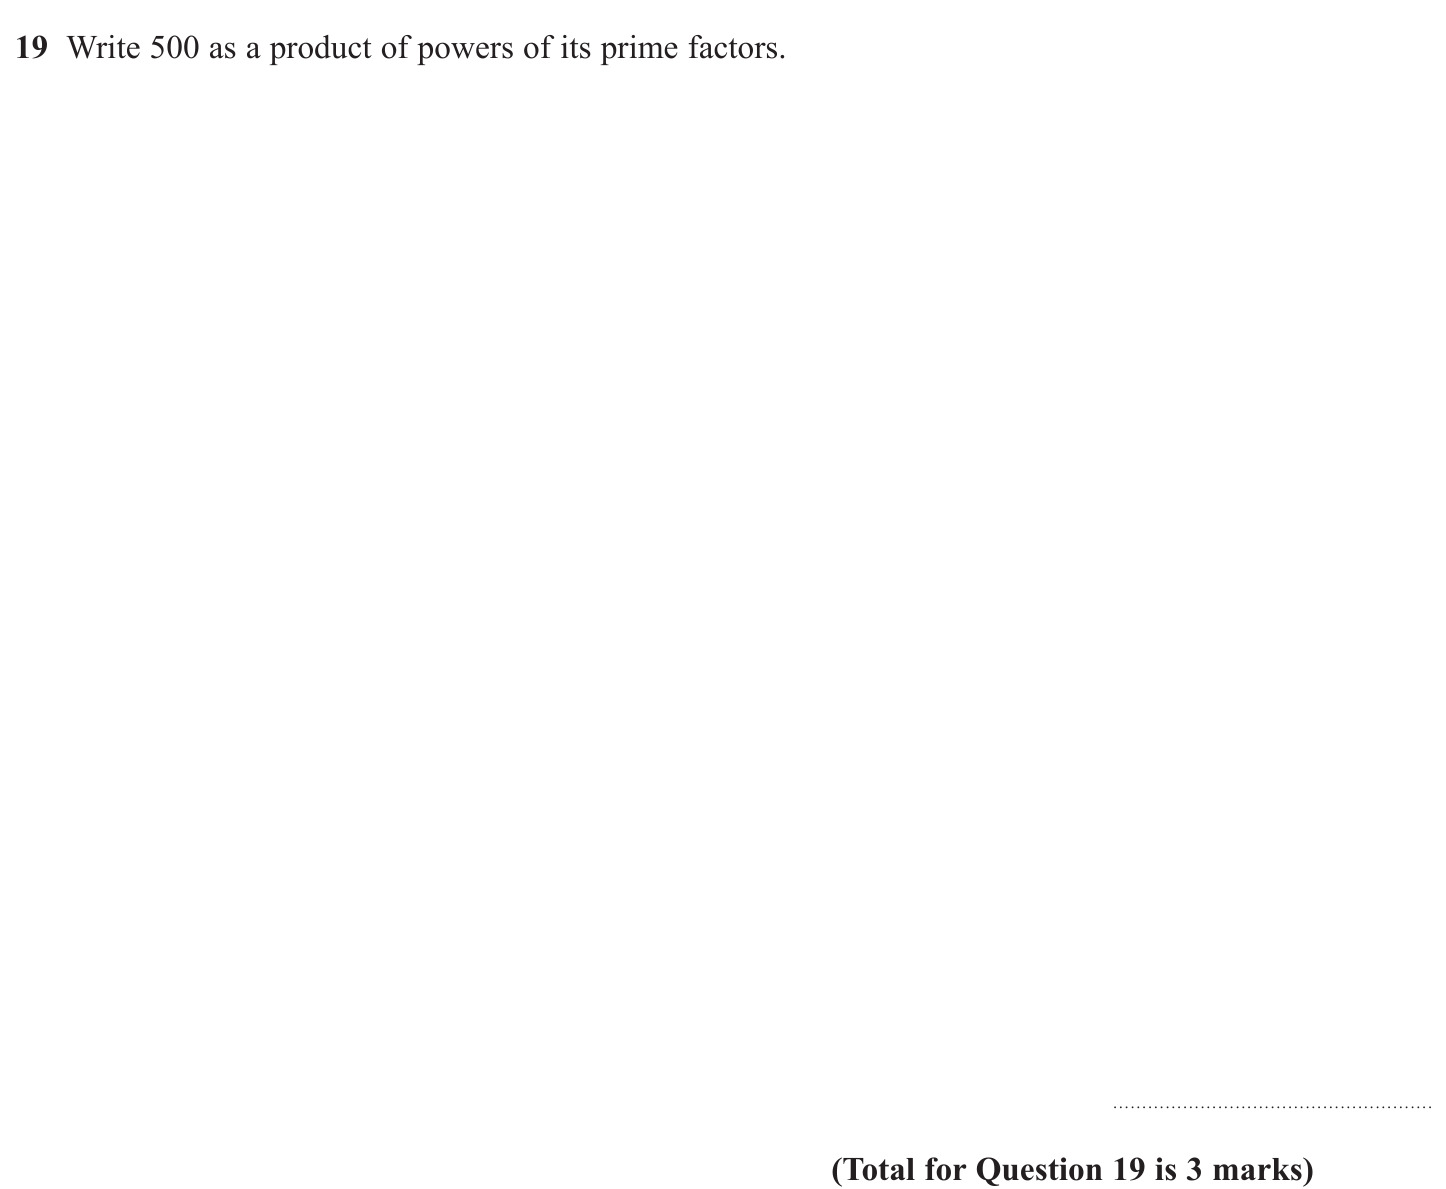 19 Write 500 as a product of powers of its prime factors.
......................................................
(Total for Question 19 is 3 marks)